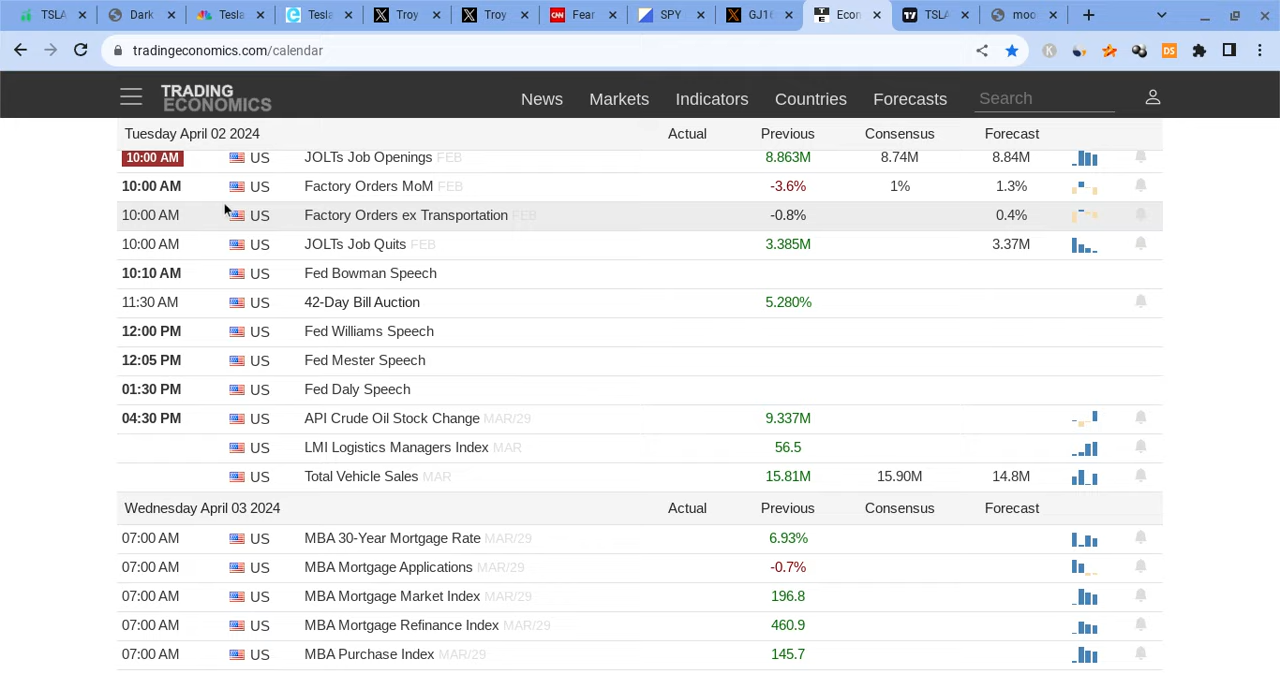 TSLA
Dark
Tesla
Tesla
Troy
Troy
CNN Fear
SPY
GJ16
TE Econ
TSLA
mod
tradingeconomics.com/calendar
K DS
TRADING ECONOMICS News Markets Indicators Countries Forecasts Search
Tuesday April 02 2024 Actual Previous Consensus Forecast
10:00 AM US JOLTs Job Openings FEB 8.863M 8.74M 8.84M
10:00 AM US Factory Orders MoM FEB -3.6% 1% 1.3%
10:00 AM US Factory Orders ex Transportation FEB -0.8% 0.4%
10:00 AM US JOLTs Job Quits FEB 3.385M 3.37M
10:10 AM US Fed Bowman Speech
11:30 AM US 42-Day Bill Auction 5.280%
12:00 PM US Fed Williams Speech
12:05 PM US Fed Mester Speech
01:30 PM US Fed Daly Speech
04:30 PM US API Crude Oil Stock Change MAR/29 9.337M
US LMI Logistics Managers Index MAR 56.5
US Total Vehicle Sales MAR 15.81M 15.90M 14.8M
Wednesday April 03 2024 Actual Previous Consensus Forecast
07:00 AM US MBA 30-Year Mortgage Rate MAR/29 6.93%
07:00 AM US MBA Mortgage Applications MAR/29 -0.7%
07:00 AM US MBA Mortgage Market Index MAR/29 196.8
07:00 AM US MBA Mortgage Refinance Index MAR/29 460.9
07:00 AM US MBA Purchase Index MAR/29 145.7